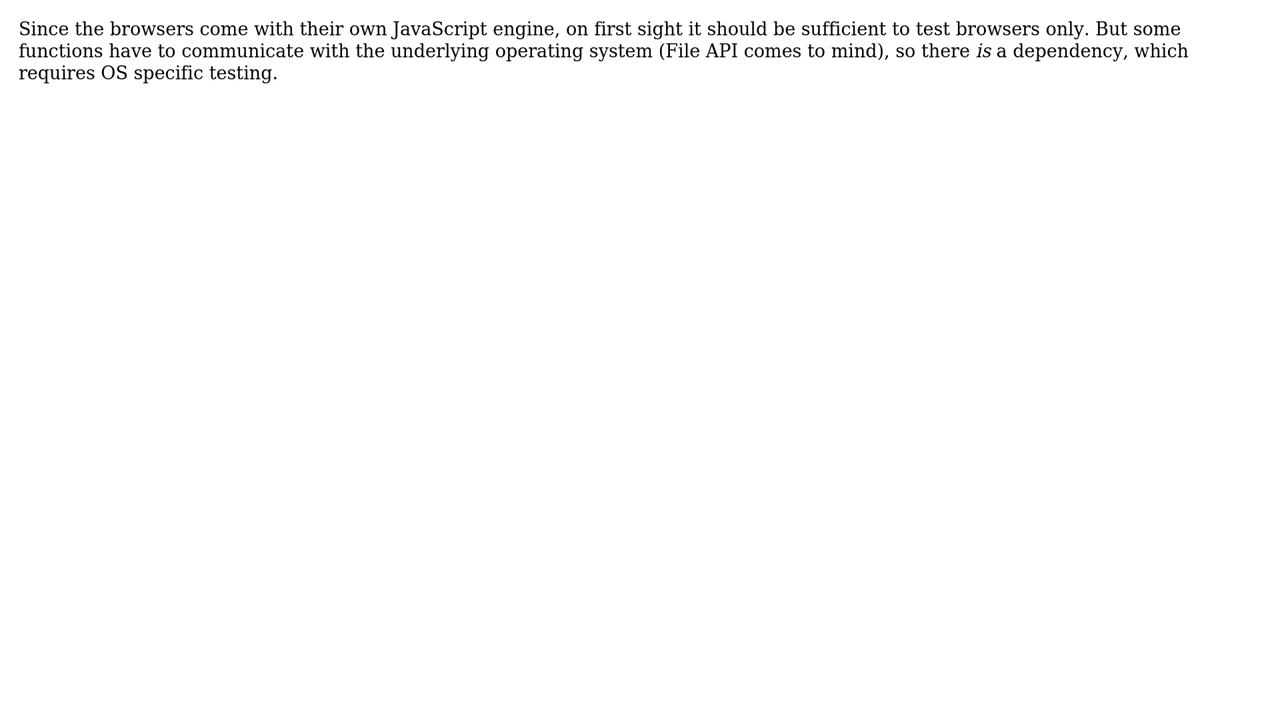 Since the browsers come with their own JavaScript engine, on first sight it should be sufficient to test browsers only. But some
functions have to communicate with the underlying operating system (File API comes to mind), so there is a dependency, which
requires OS specific testing.